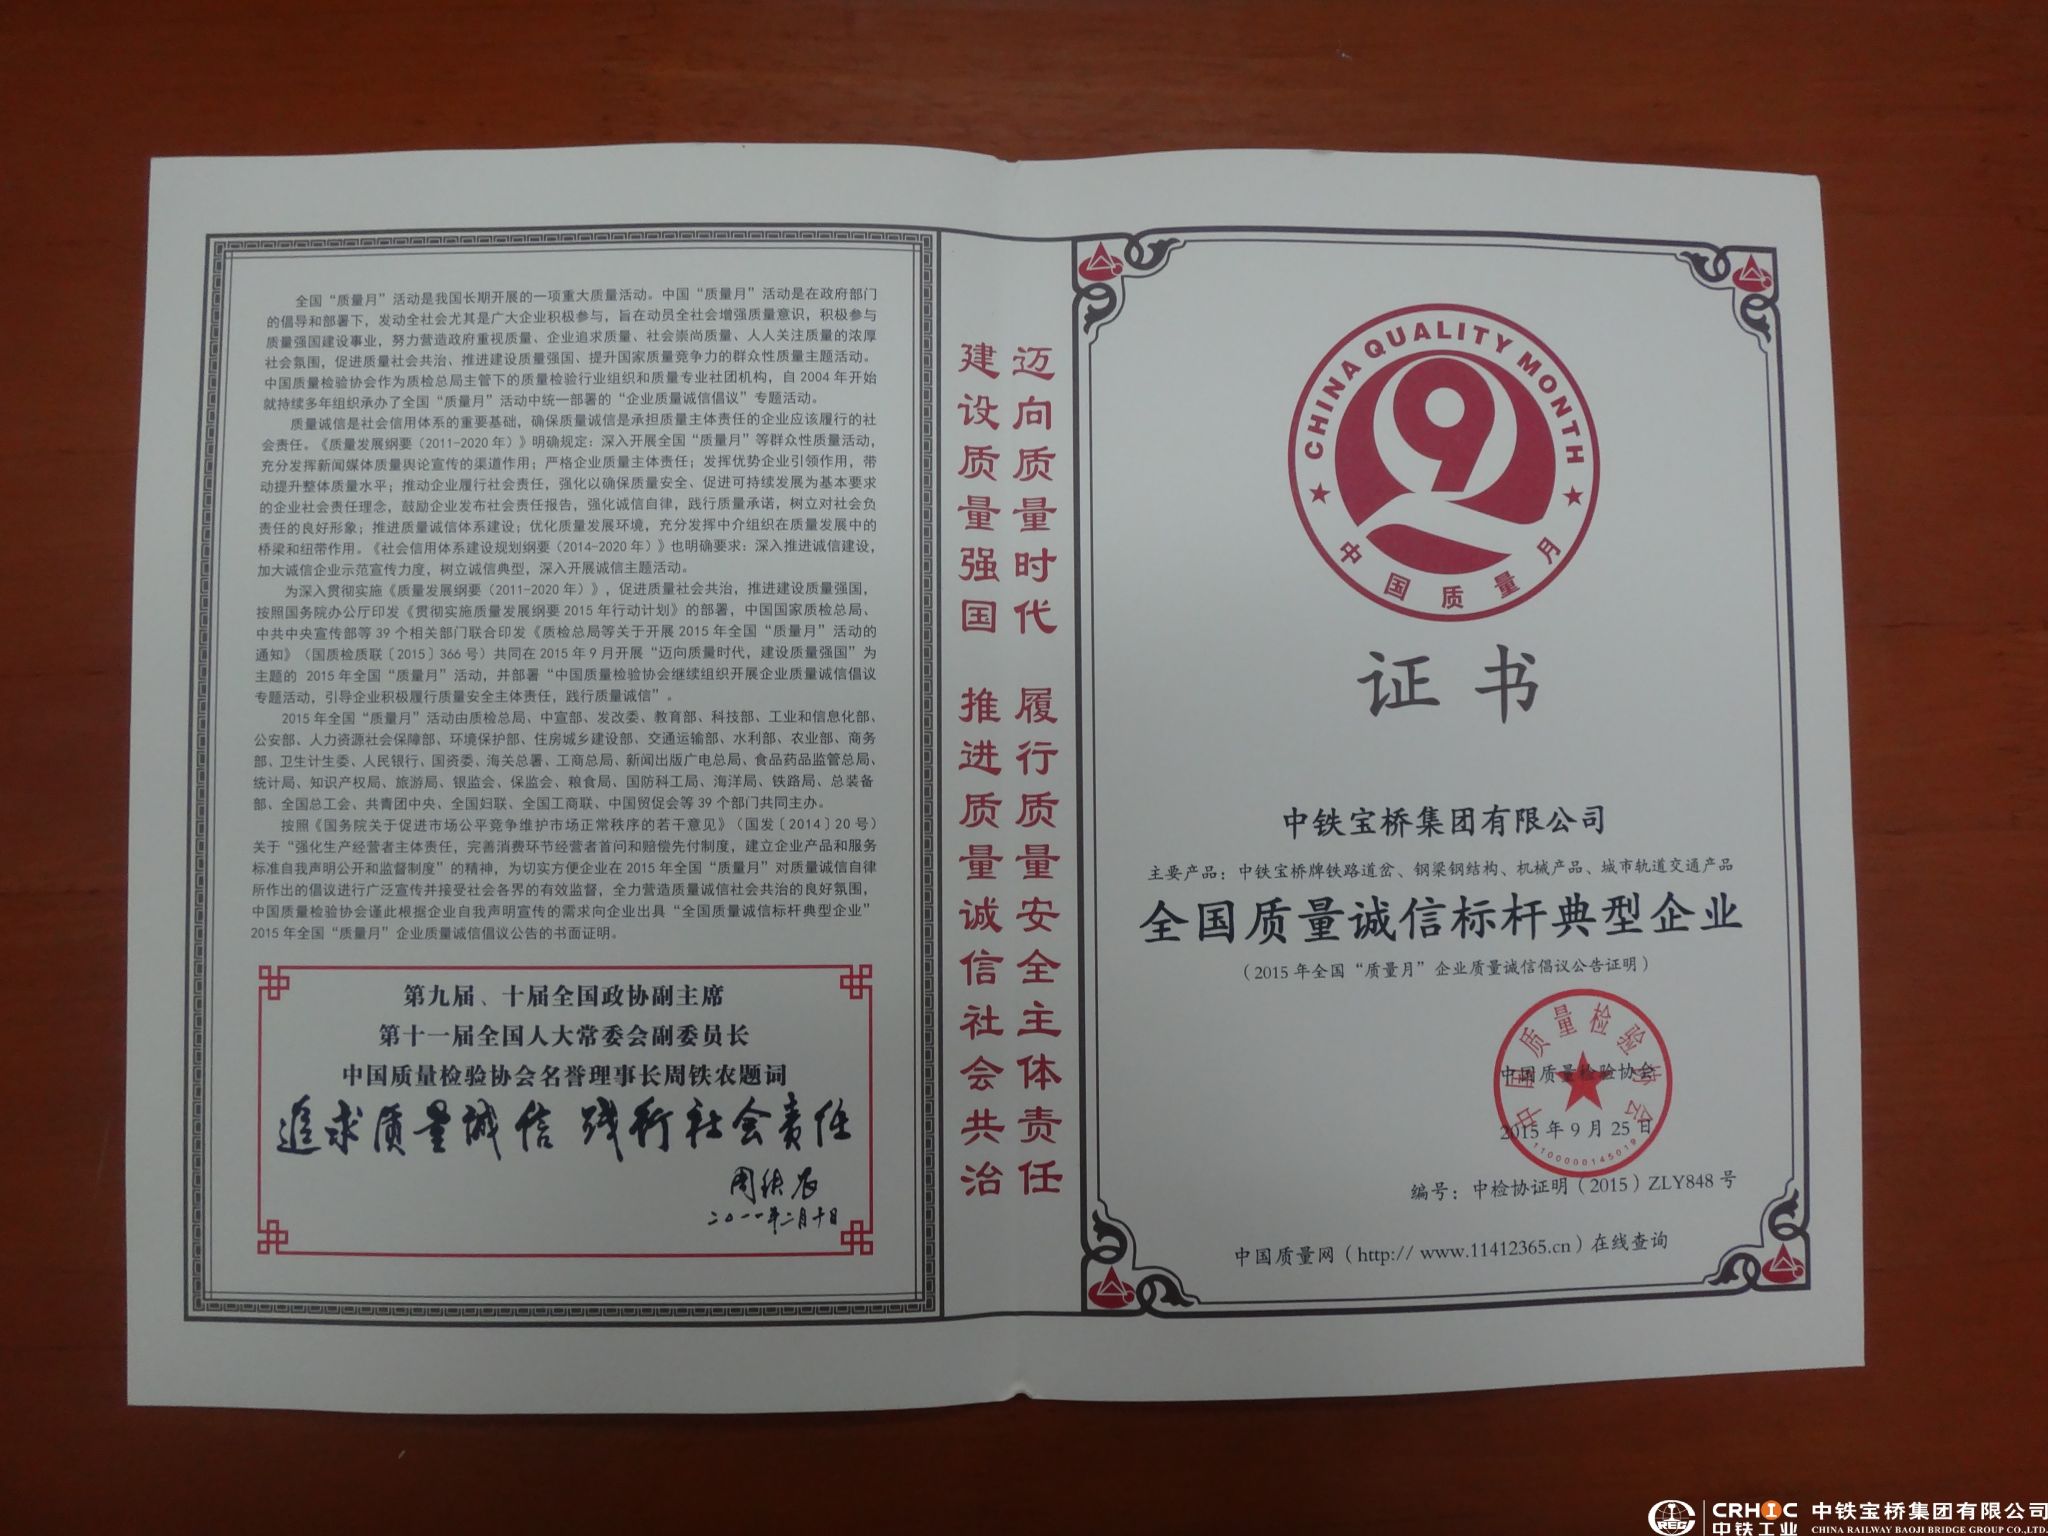 全国“质量月”活动是我国长期开展的一项重大质量活动。中国“质量月”活动是在政府部门
的倡导和部署下，发动全社会尤其是广大企业积极参与，旨在动员全社会增强质量意识，积极参与
质量强国建设事业，努力营造政府重视质量、企业追求质量、社会崇尚质量、人人关注质量的浓厚
社会氛围，促进质量社会共治、推进建设质量强国、提升国家质量竞争力的群众性质量主题活动。
中国质量检验协会作为质检总局主管下的质量检验行业组织和质量专业社团机构，自 2004 年开始
就持续多年组织承办了全国“质量月”活动中统一部署的“企业质量诚信倡议”专题活动。
质量诚信是社会信用体系的重要基础，确保质量诚信是承担质量主体责任的企业应该履行的社
会责任。《质量发展纲要（2011-2020 年）》明确规定：深入开展全国“质量月”等群众性质量活动，
充分发挥新闻媒体质量舆论宣传的渠道作用；严格企业质量主体责任；发挥优势企业引领作用，带
动提升整体质量水平；推动企业履行社会责任，强化以确保质量安全、促进可持续发展为基本要求
的企业社会责任理念，鼓励企业发布社会责任报告，强化诚信自律，践行质量承诺，树立对社会负
责任的良好形象；推进质量诚信体系建设；优化质量发展环境，充分发挥中介组织在质量发展中的
桥梁和纽带作用。《社会信用体系建设规划纲要（2014-2020 年）》也明确要求：深入推进诚信建设，
加大诚信企业示范宣传力度，树立诚信典型，深入开展诚信主题活动。
为深入贯彻实施《质量发展纲要（2011-2020 年）》，促进质量社会共治，推进建设质量强国，
按照国务院办公厅印发《贯彻实施质量发展纲要 2015 年行动计划》的部署，中国国家质检总局、
中共中央宣传部等 39 个相关部门联合印发《质检总局等关于开展 2015 年全国“质量月”活动的
通知》（国质检质联〔2015〕366 号）共同在 2015 年 9 月开展“迈向质量时代，建设质量强国”为
主题的 2015 年全国“质量月”活动，并部署“中国质量检验协会继续组织开展企业质量诚信倡议
专题活动，引导企业积极履行质量安全主体责任，践行质量诚信”。
2015 年全国“质量月”活动由质检总局、中宣部、发改委、教育部、科技部、工业和信息化部、
公安部、人力资源社会保障部、环境保护部、住房城乡建设部、交通运输部、水利部、农业部、商务
部、卫生计生委、人民银行、国资委、海关总署、工商总局、新闻出版广电总局、食品药品监管总局、
统计局、知识产权局、旅游局、银监会、保监会、粮食局、国防科工局、海洋局、铁路局、总装备
部、全国总工会、共青团中央、全国妇联、全国工商联、中国贸促会等 39 个部门共同主办。
按照《国务院关于促进市场公平竞争维护市场正常秩序的若干意见》（国发〔2014〕20 号）
关于“强化生产经营者主体责任，完善消费环节经营者首问和赔偿先付制度，建立企业产品和服务
标准自我声明公开和监督制度”的精神，为切实方便企业在 2015 年全国“质量月”对质量诚信自律
所作出的倡议进行广泛宣传并接受社会各界的有效监督，全力营造质量诚信社会共治的良好氛围，
中国质量检验协会谨此根据企业自我声明宣传的需求向企业出具“全国质量诚信标杆典型企业”
2015 年全国“质量月”企业质量诚信倡议公告的书面证明。
第九届、十届全国政协副主席
第十一届全国人大常委会副委员长
中国质量检验协会名誉理事长周铁农题词
追求质量诚信 践行社会责任
周铁农
二〇一一年二月十日
迈向质量时代 履行质量安全主体责任
建设质量强国 推进质量诚信社会共治
CHINA QUALITY MONTH
9
中国质量月
证书
中铁宝桥集团有限公司
主要产品：中铁宝桥牌铁路道岔、钢梁钢结构、机械产品、城市轨道交通产品
全国质量诚信标杆典型企业
（2015 年全国“质量月”企业质量诚信倡议公告证明）
中国质量检验协会
中国质量检验协会
2015 年 9 月 25 日
1100000145019
编号：中检协证明（2015）ZLY848 号
中国质量网（http:// www.11412365.cn）在线查询
CREC
CRHIC
中铁工业
中铁宝桥集团有限公司
CHINA RAILWAY BAOJI BRIDGE GROUP CO.,LTD.